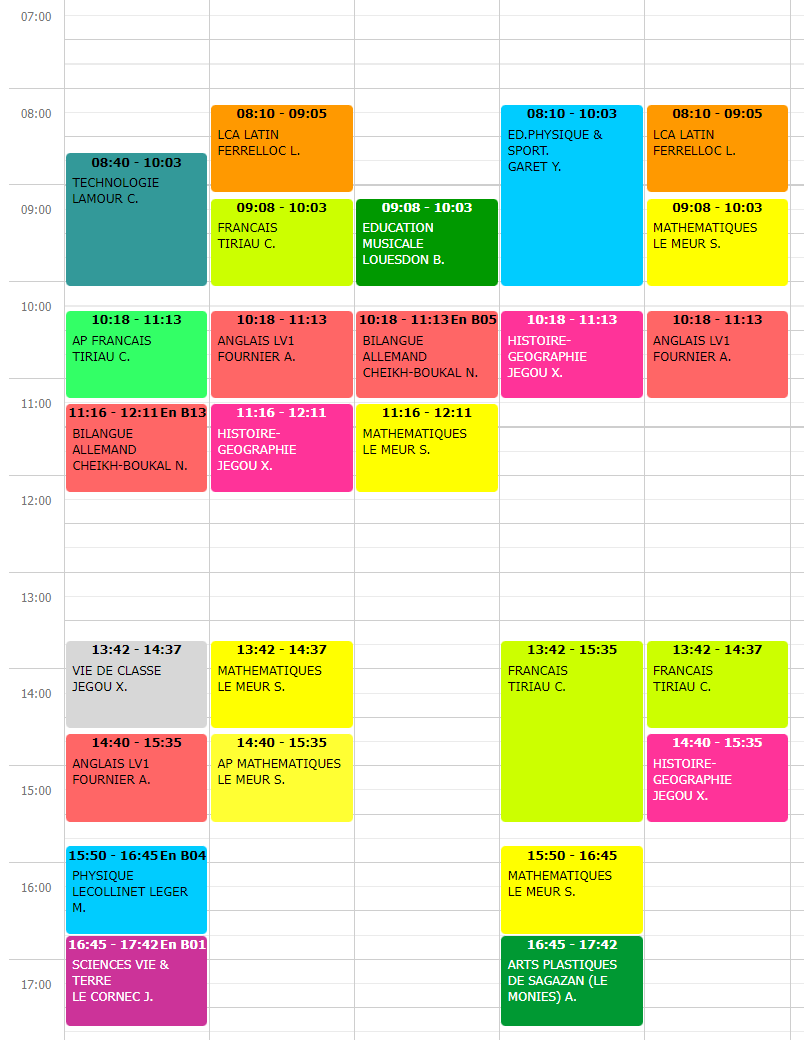 07:00
08:00
09:00
10:00
11:00
12:00
13:00
14:00
15:00
16:00
17:00
08:40 - 10:03
TECHNOLOGIE
LAMOUR C.
10:18 - 11:13
AP FRANCAIS
TIRIAU C.
11:16 - 12:11 En B13
BILANGUE
ALLEMAND
CHEIKH-BOUKAL N.
13:42 - 14:37
VIE DE CLASSE
JEGOU X.
14:40 - 15:35
ANGLAIS LV1
FOURNIER A.
15:50 - 16:45 En B04
PHYSIQUE
LECOLLINET LEGER
M.
16:45 - 17:42 En B01
SCIENCES VIE &
TERRE
LE CORNEC J.
08:10 - 09:05
LCA LATIN
FERRELLOC L.
09:08 - 10:03
FRANCAIS
TIRIAU C.
10:18 - 11:13
ANGLAIS LV1
FOURNIER A.
11:16 - 12:11
HISTOIRE-
GEOGRAPHIE
JEGOU X.
13:42 - 14:37
MATHEMATIQUES
LE MEUR S.
14:40 - 15:35
AP MATHEMATIQUES
LE MEUR S.
09:08 - 10:03
EDUCATION
MUSICALE
LOUESDON B.
10:18 - 11:13 En B05
BILANGUE
ALLEMAND
CHEIKH-BOUKAL N.
11:16 - 12:11
MATHEMATIQUES
LE MEUR S.
08:10 - 10:03
ED.PHYSIQUE &
SPORT.
GARET Y.
10:18 - 11:13
HISTOIRE-
GEOGRAPHIE
JEGOU X.
13:42 - 15:35
FRANCAIS
TIRIAU C.
15:50 - 16:45
MATHEMATIQUES
LE MEUR S.
16:45 - 17:42
ARTS PLASTIQUES
DE SAGAZAN (LE
MONIES) A.
08:10 - 09:05
LCA LATIN
FERRELLOC L.
09:08 - 10:03
MATHEMATIQUES
LE MEUR S.
10:18 - 11:13
ANGLAIS LV1
FOURNIER A.
13:42 - 14:37
FRANCAIS
TIRIAU C.
14:40 - 15:35
HISTOIRE-
GEOGRAPHIE
JEGOU X.